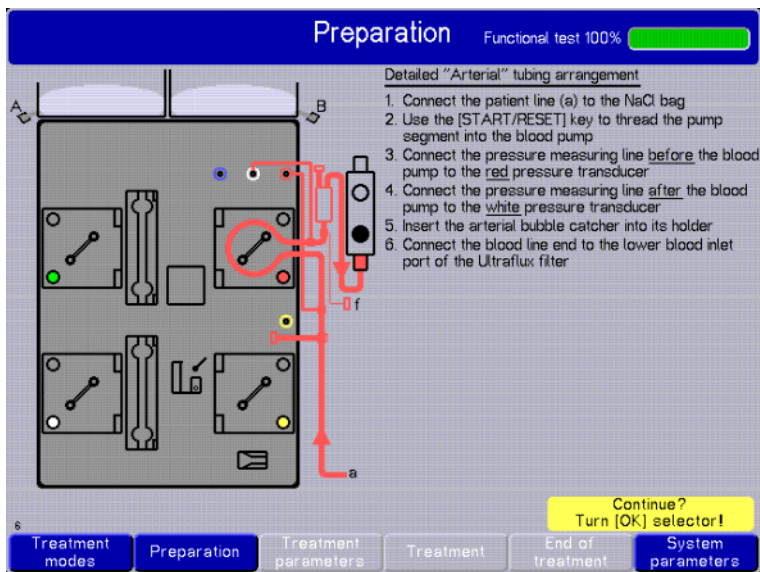 Preparation
Functional test 100%
Detailed "Arterial" tubing arrangement
1. Connect the patient line (a) to the NaCl bag
2. Use the [START/RESET] key to thread the pump
segment into the blood pump
3. Connect the pressure measuring line before the blood
pump to the red pressure transducer
4. Connect the pressure measuring line after the blood
pump to the white pressure transducer
5. Insert the arterial bubble catcher into its holder
6. Connect the blood line end to the lower blood inlet
port of the Ultraflux filter
A
B
f
a
Continue?
Turn [OK] selector!
6
Treatment
modes
Preparation
Treatment
parameters
Treatment
End of
treatment
System
parameters